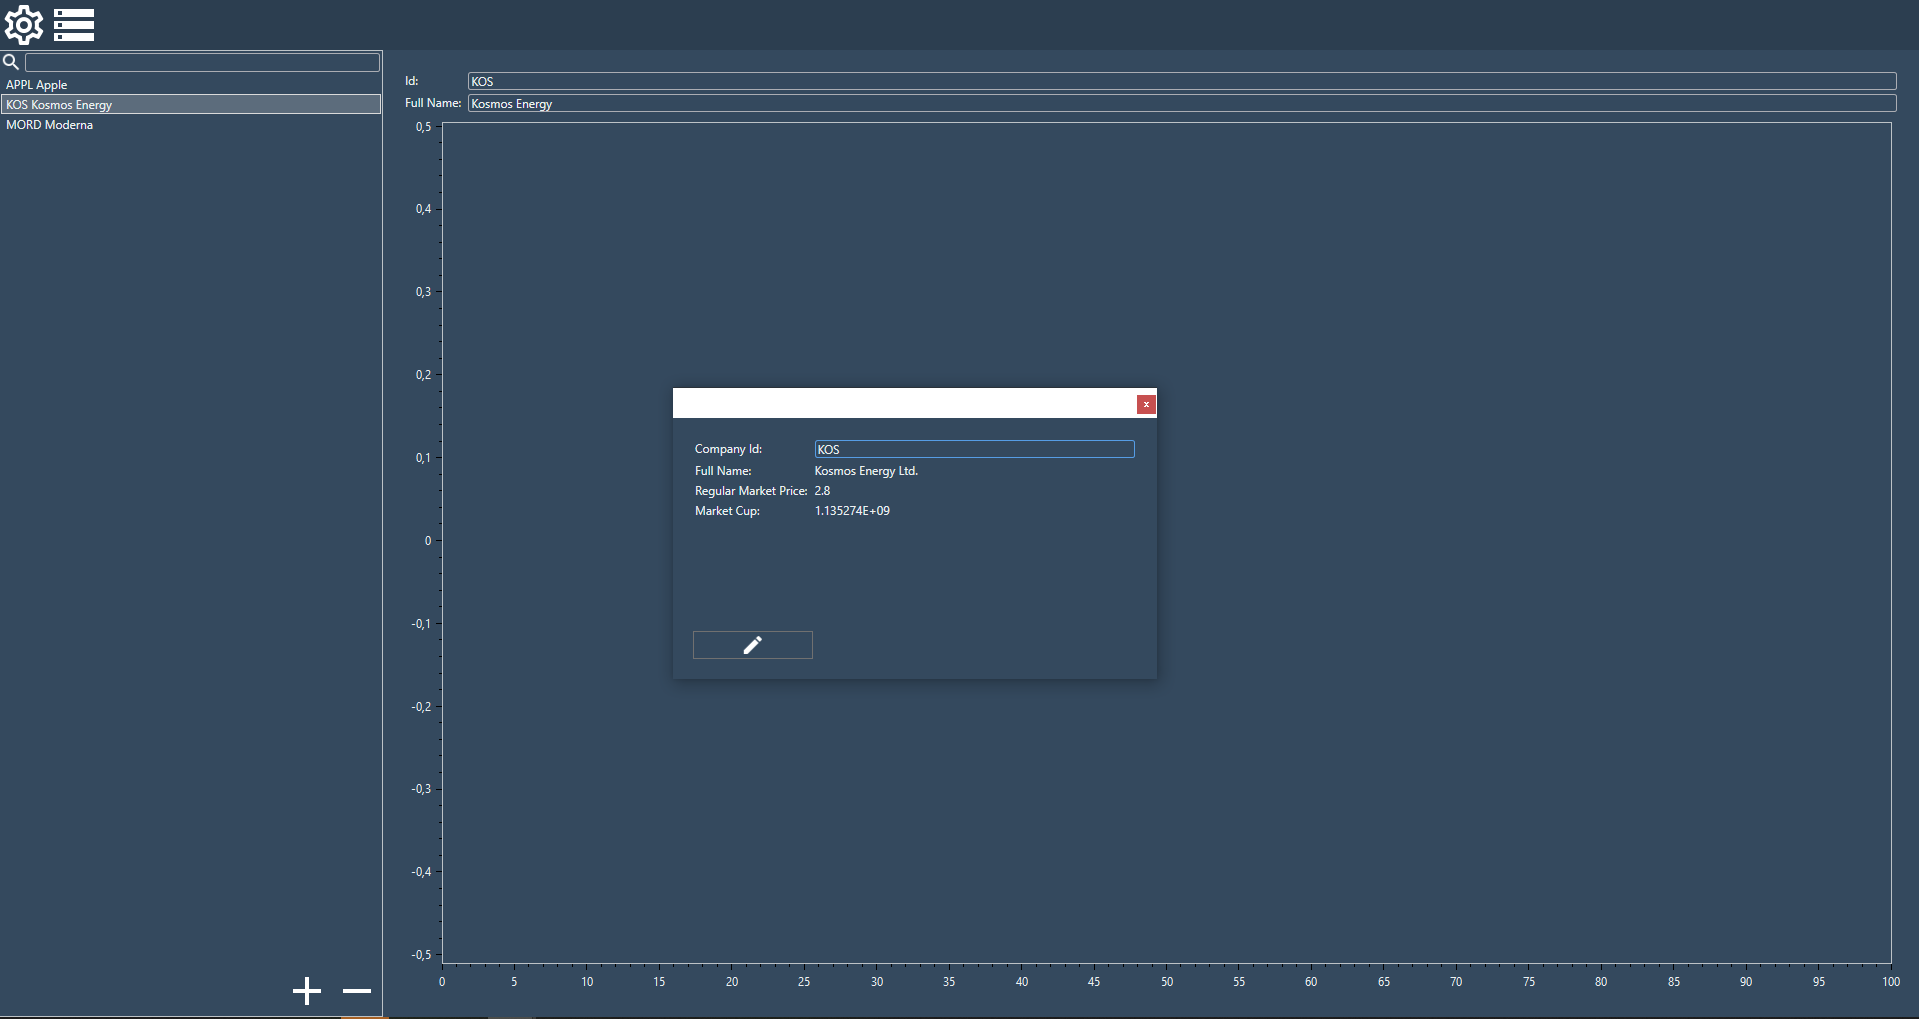 APPL Apple
KOS Kosmos Energy
MORD Moderna
Id: KOS
Full Name: Kosmos Energy
0,5
0,4
0,3
0,2
0,1
0
-0,1
-0,2
-0,3
-0,4
-0,5
0 5 10 15 20 25 30 35 40 45 50 55 60 65 70 75 80 85 90 95 100
x
Company Id: KOS
Full Name: Kosmos Energy Ltd.
Regular Market Price: 2.8
Market Cup: 1.135274E+09